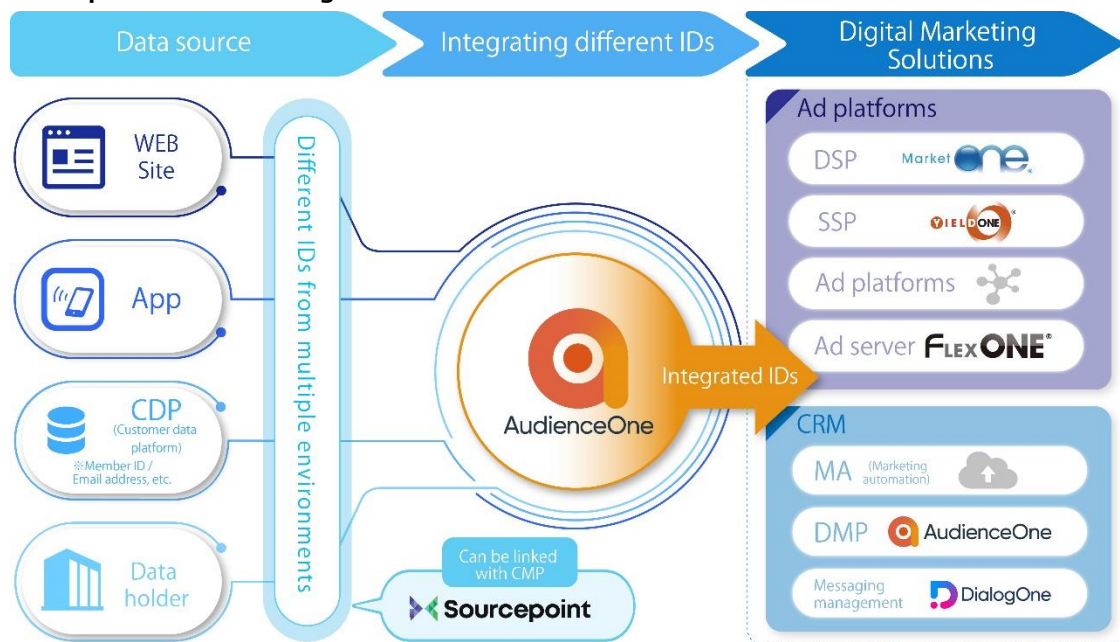 Data source
Integrating different IDs
Digital Marketing
Solutions
WEB
Site
App
CDP
(Customer data
platform)
※Member ID /
Email address, etc.
Data
holder
Different IDs from multiple environments
Can be linked
with CMP
Sourcepoint
AudienceOne
Integrated IDs
Ad platforms
DSP Market one®
SSP YIELD ONE®
Ad platforms
Ad server FLEX ONE®
CRM
MA (Marketing
automation)
DMP AudienceOne
Messaging
management DialogOne